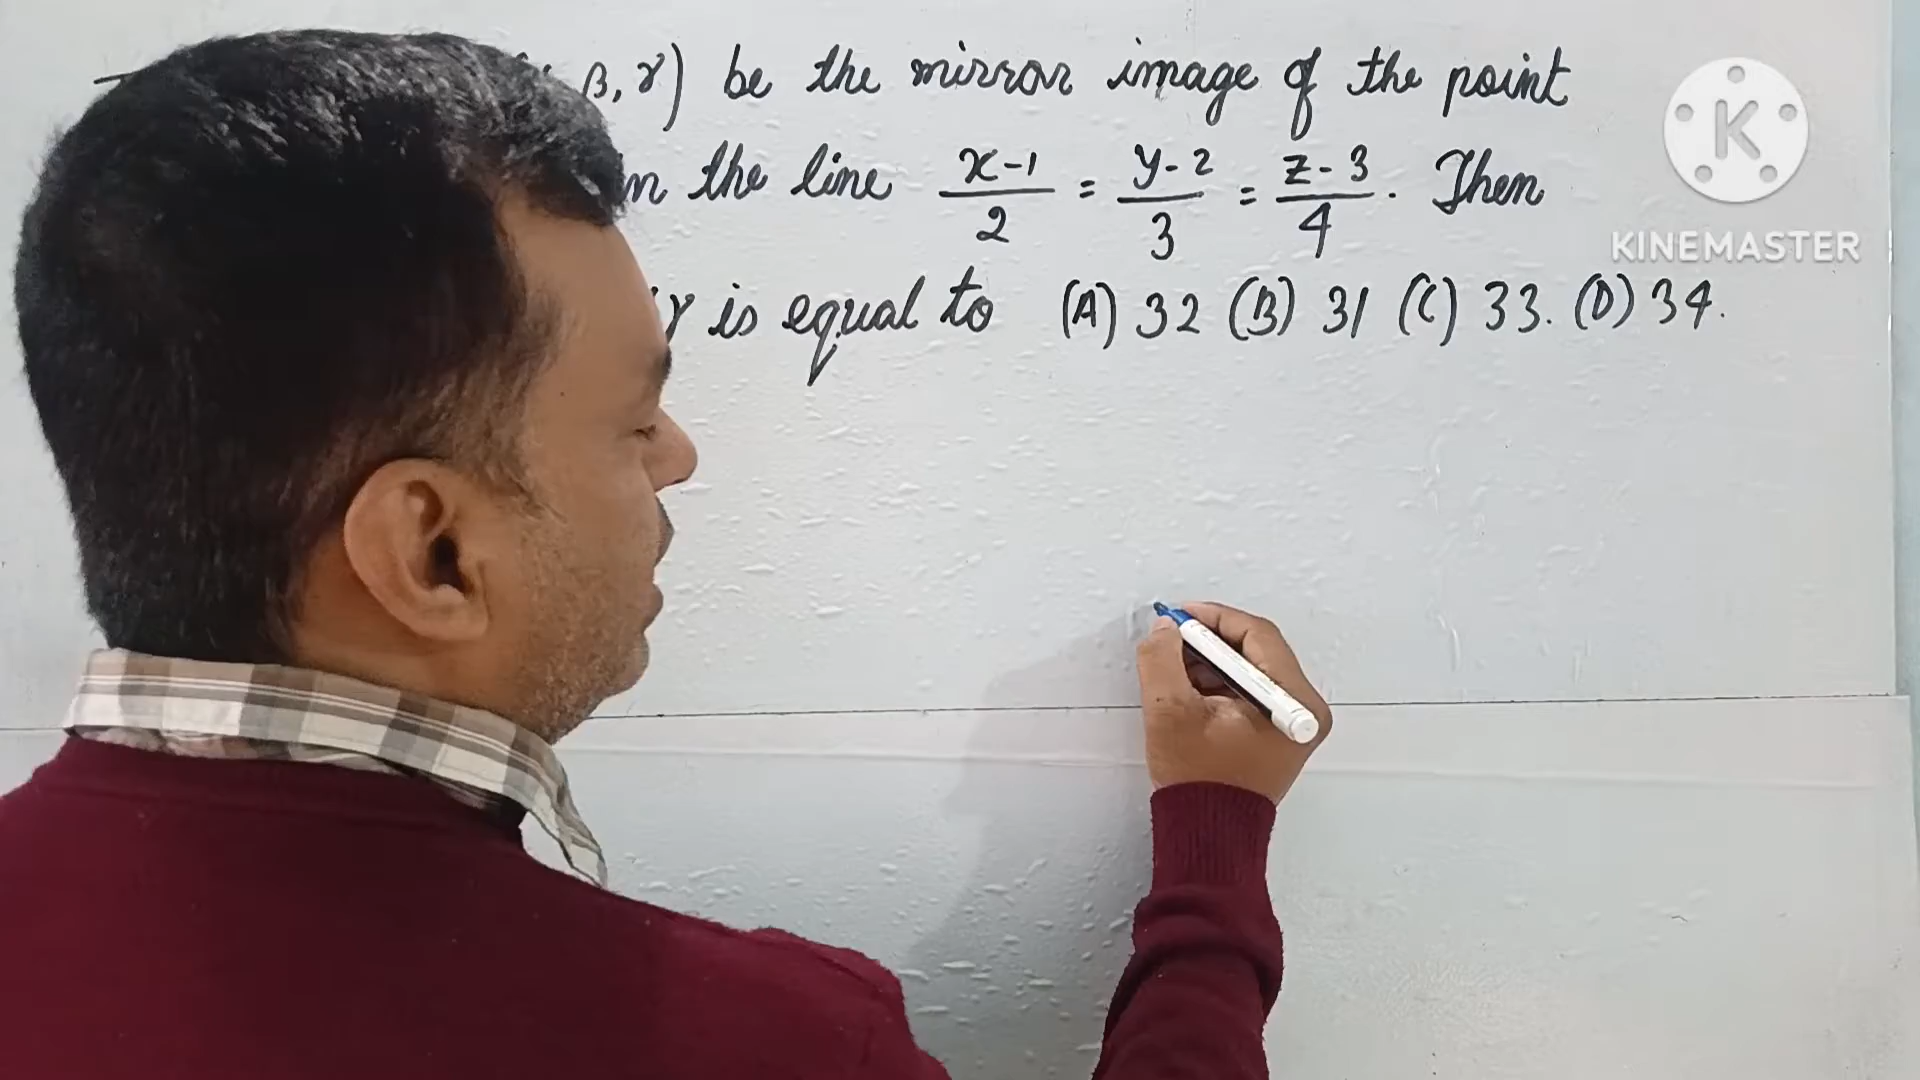 β, γ) be the mirror image of the point
the line x-1/2 = y-2/3 = z-3/4. Then
γ is equal to (A) 32 (B) 31 (C) 33. (D) 34.
K
KINEMASTER